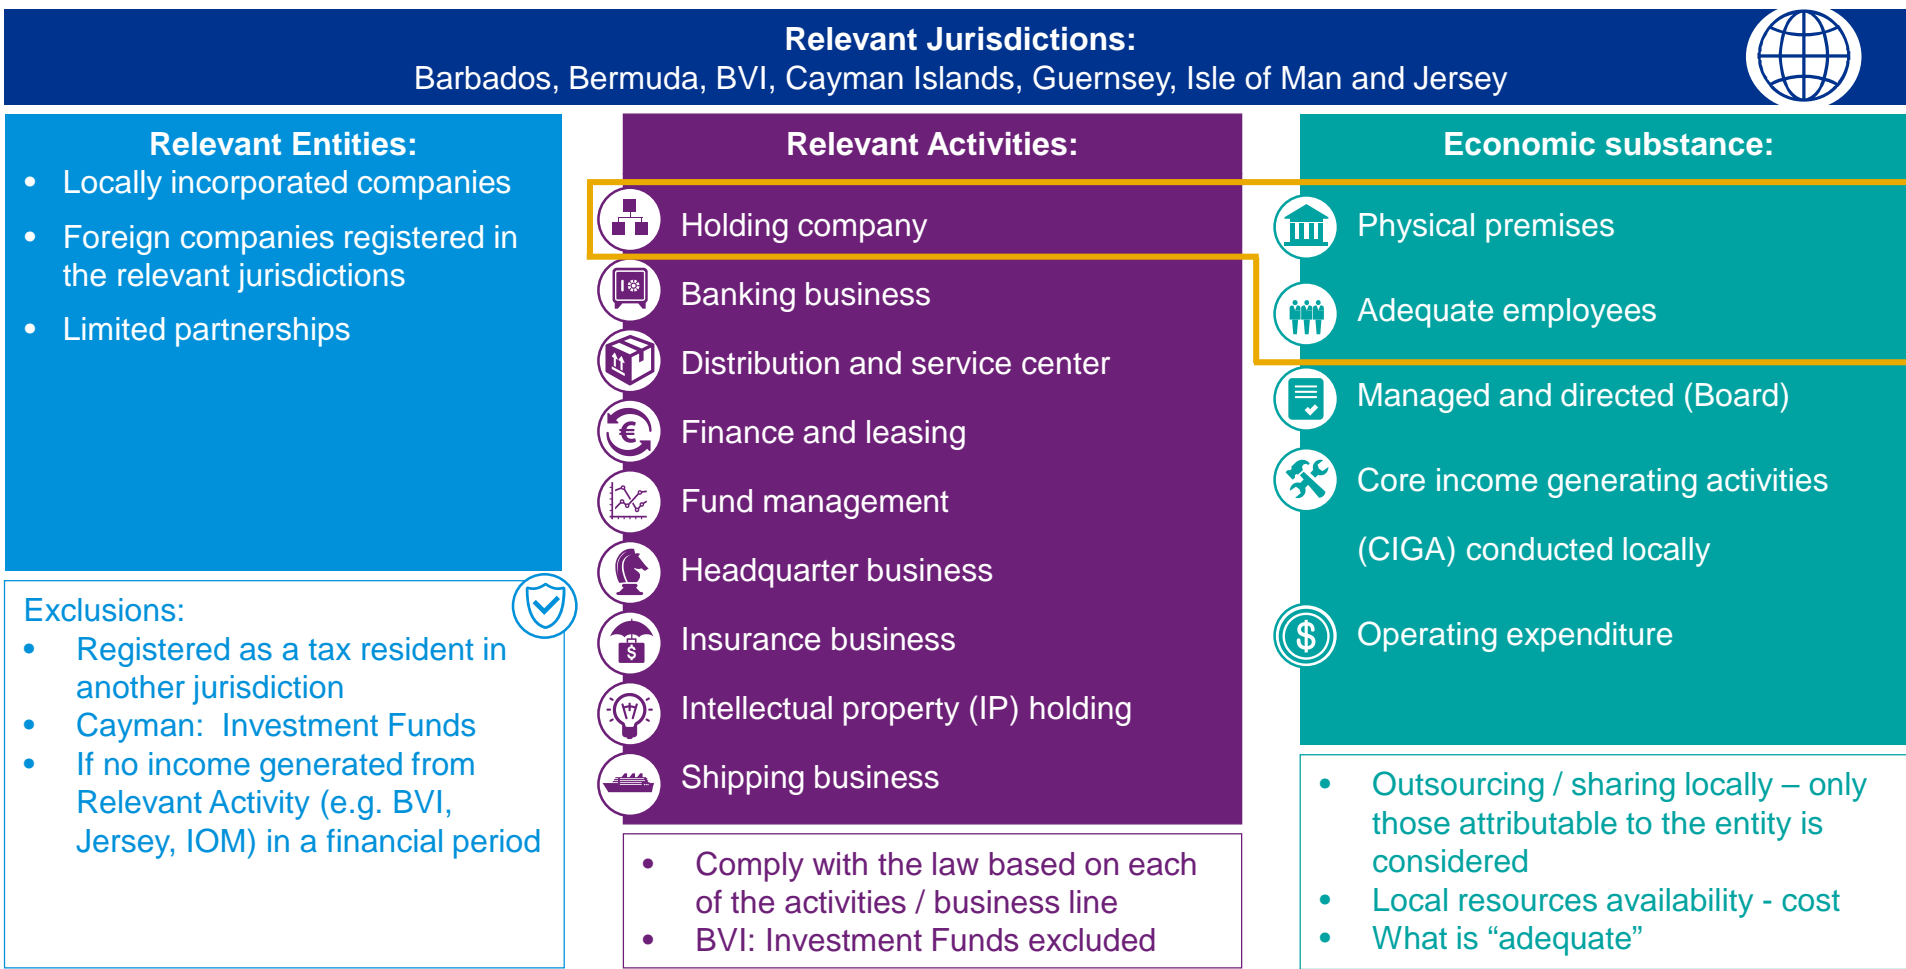 Relevant Jurisdictions:
Barbados, Bermuda, BVI, Cayman Islands, Guernsey, Isle of Man and Jersey
Relevant Entities:
• Locally incorporated companies
• Foreign companies registered in
the relevant jurisdictions
• Limited partnerships
Exclusions:
• Registered as a tax resident in
another jurisdiction
• Cayman: Investment Funds
• If no income generated from
Relevant Activity (e.g. BVI,
Jersey, IOM) in a financial period
Relevant Activities:
Holding company
Banking business
Distribution and service center
€ Finance and leasing
Fund management
Headquarter business
$ Insurance business
Intellectual property (IP) holding
Shipping business
• Comply with the law based on each
of the activities / business line
• BVI: Investment Funds excluded
Economic substance:
Physical premises
Adequate employees
Managed and directed (Board)
Core income generating activities
(CIGA) conducted locally
$ Operating expenditure
• Outsourcing / sharing locally – only
those attributable to the entity is
considered
• Local resources availability - cost
• What is “adequate”